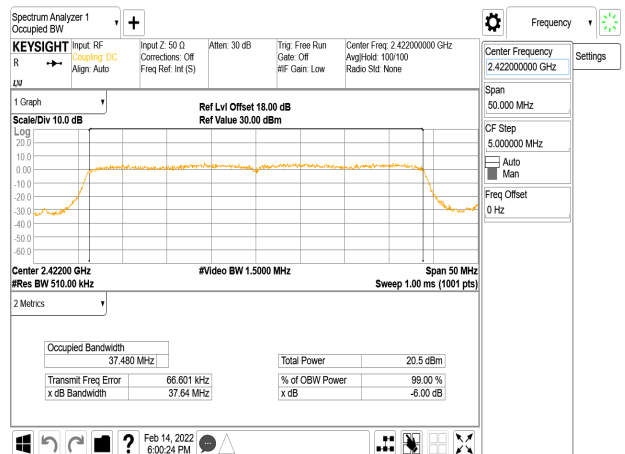 Spectrum Analyzer 1
Occupied BW
Frequency
KEYSIGHT
R
Input: RF
Coupling: DC
Align: Auto
Input Z: 50 Ω
Corrections: Off
Freq Ref: Int (S)
Atten: 30 dB
Trig: Free Run
Gate: Off
#IF Gain: Low
Center Freq: 2.422000000 GHz
Avg|Hold: 100/100
Radio Std: None
Center Frequency
2.422000000 GHz
Settings
Span
50.000 MHz
CF Step
5.000000 MHz
Auto
Man
Freq Offset
0 Hz
1 Graph
Scale/Div 10.0 dB
Ref Lvl Offset 18.00 dB
Ref Value 30.00 dBm
Log
20.0
10.0
0.00
-10.0
-20.0
-30.0
-40.0
-50.0
-60.0
Center 2.42200 GHz
#Video BW 1.5000 MHz
Span 50 MHz
#Res BW 510.00 kHz
Sweep 1.00 ms (1001 pts)
2 Metrics
Occupied Bandwidth
37.480 MHz
Total Power 20.5 dBm
Transmit Freq Error 66.601 kHz
% of OBW Power 99.00 %
x dB Bandwidth 37.64 MHz
x dB -6.00 dB
Feb 14, 2022
6:00:24 PM